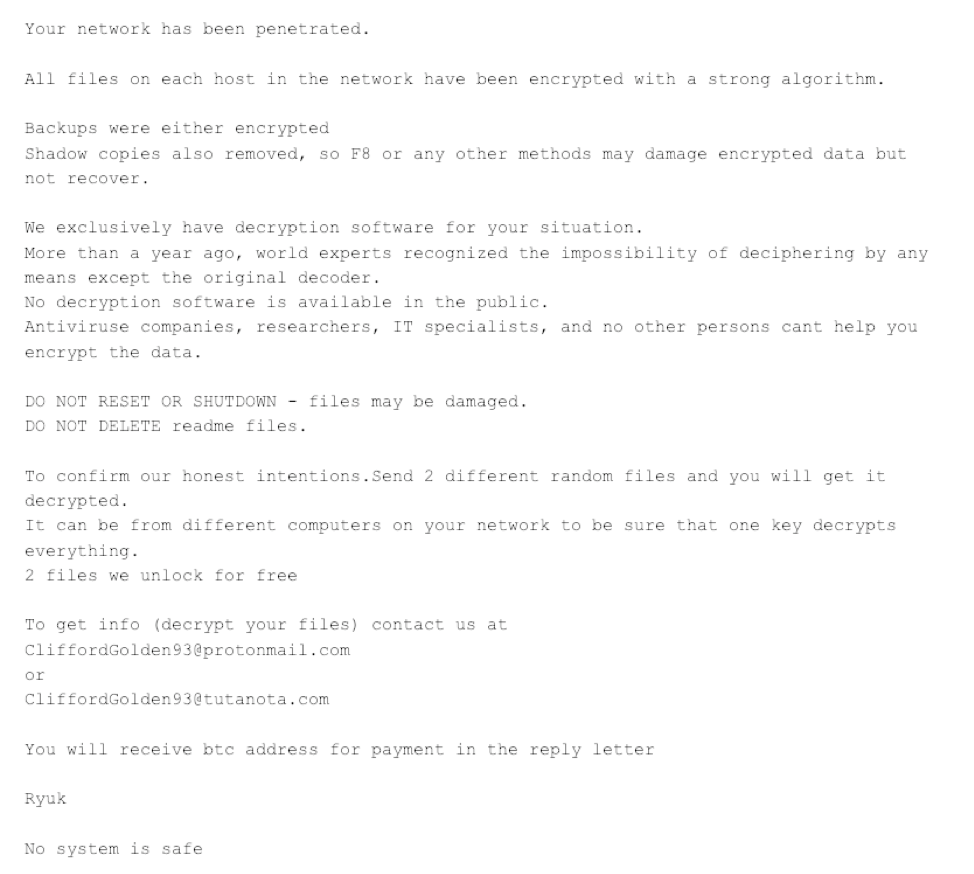 Your network has been penetrated.
All files on each host in the network have been encrypted with a strong algorithm.
Backups were either encrypted
Shadow copies also removed, so F8 or any other methods may damage encrypted data but
not recover.
We exclusively have decryption software for your situation.
More than a year ago, world experts recognized the impossibility of deciphering by any
means except the original decoder.
No decryption software is available in the public.
Antiviruse companies, researchers, IT specialists, and no other persons cant help you
encrypt the data.
DO NOT RESET OR SHUTDOWN - files may be damaged.
DO NOT DELETE readme files.
To confirm our honest intentions.Send 2 different random files and you will get it
decrypted.
It can be from different computers on your network to be sure that one key decrypts
everything.
2 files we unlock for free
To get info (decrypt your files) contact us at
CliffordGolden93@protonmail.com
or
CliffordGolden93@tutanota.com
You will receive btc address for payment in the reply letter
Ryuk
No system is safe